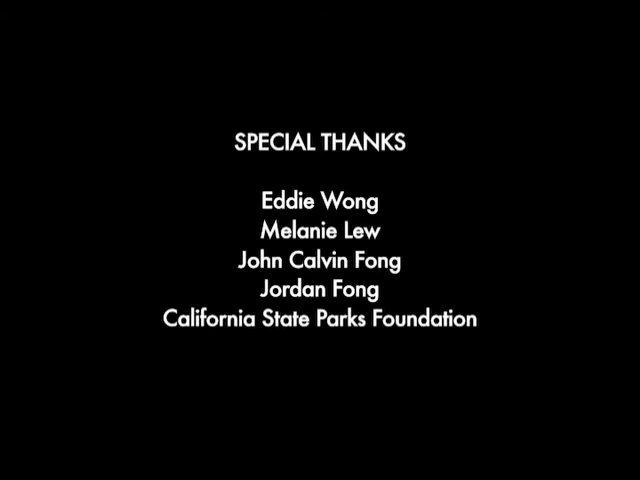 SPECIAL THANKS
Eddie Wong
Melanie Lew
John Calvin Fong
Jordan Fong
California State Parks Foundation